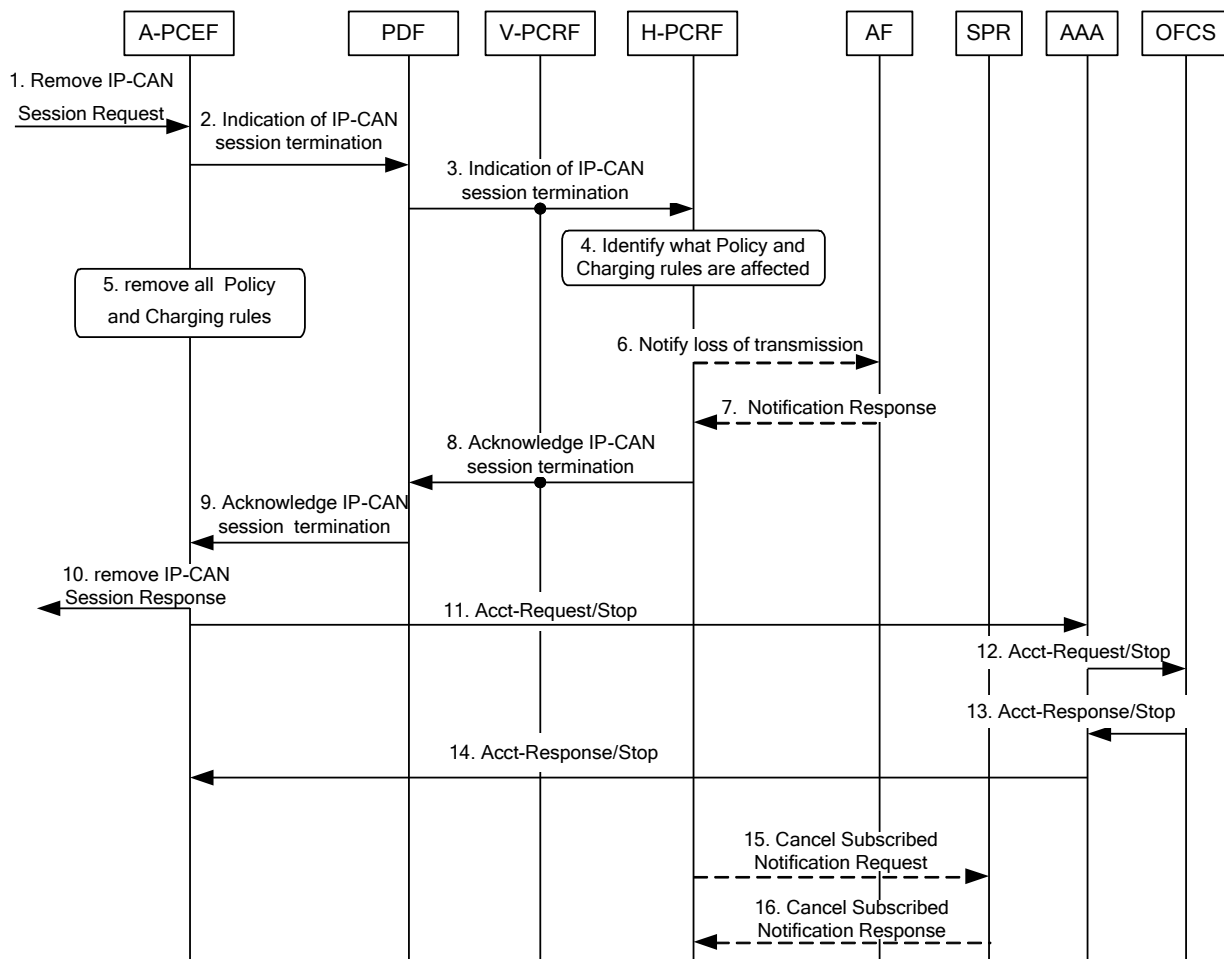 A-PCEF
PDF
V-PCRF
H-PCRF
AF
SPR
AAA
OFCS
1. Remove IP-CAN
Session Request
2. Indication of IP-CAN
session termination
3. Indication of IP-CAN
session termination
4. Identify what Policy and
Charging rules are affected
5. remove all Policy
and Charging rules
6. Notify loss of transmission
7. Notification Response
8. Acknowledge IP-CAN
session termination
9. Acknowledge IP-CAN
session termination
10. remove IP-CAN
Session Response
11. Acct-Request/Stop
12. Acct-Request/Stop
13. Acct-Response/Stop
14. Acct-Response/Stop
15. Cancel Subscribed
Notification Request
16. Cancel Subscribed
Notification Response